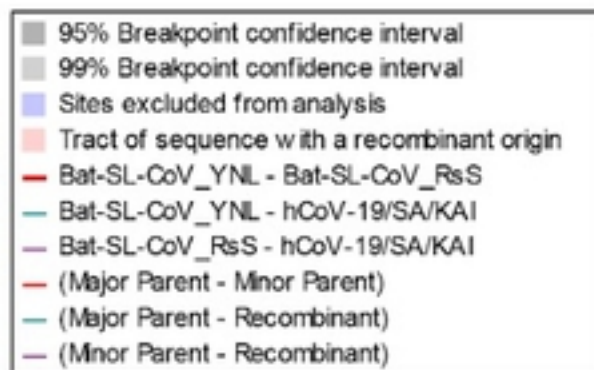 95% Breakpoint confidence interval
99% Breakpoint confidence interval
Sites excluded from analysis
Tract of sequence with a recombinant origin
Bat-SL-CoV_YNL - Bat-SL-CoV_RsS
Bat-SL-CoV_YNL - hCoV-19/SA/KAI
Bat-SL-CoV_RsS - hCoV-19/SA/KAI
(Major Parent - Minor Parent)
(Major Parent - Recombinant)
(Minor Parent - Recombinant)